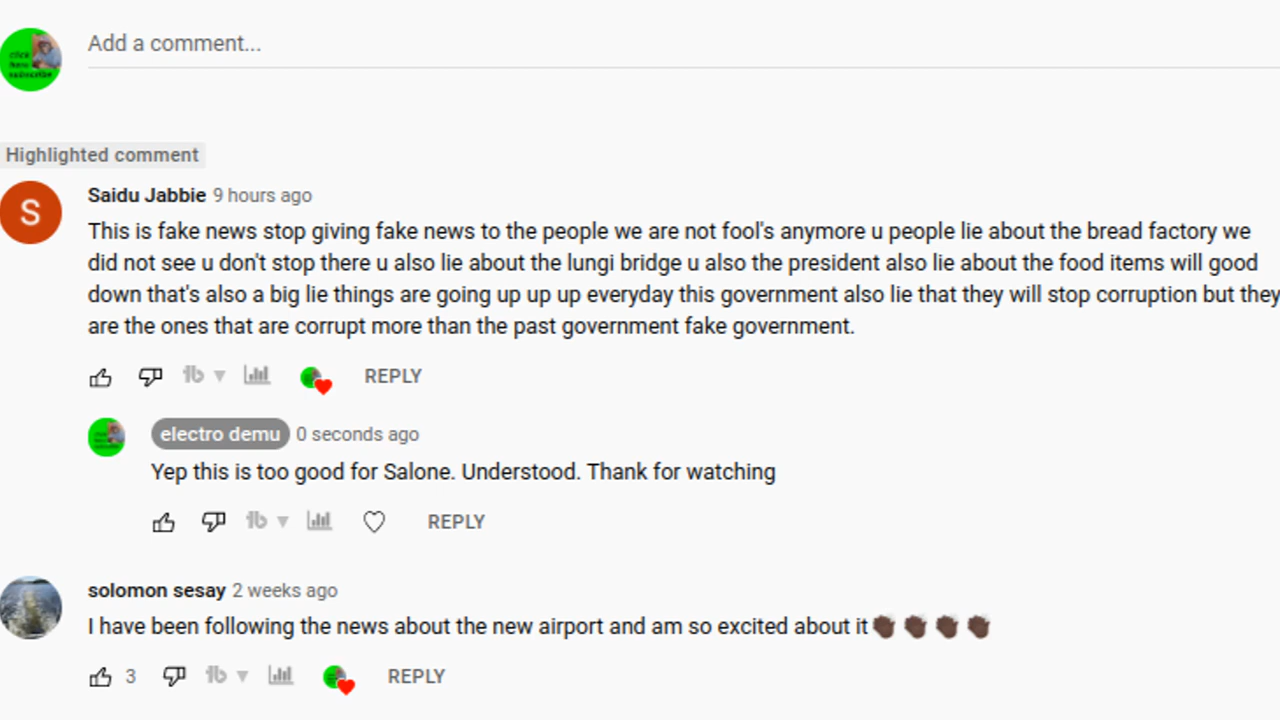 Add a comment...
Highlighted comment
Saidu Jabbie 9 hours ago
S
This is fake news stop giving fake news to the people we are not fool's anymore u people lie about the bread factory we
did not see u don't stop there u also lie about the lungi bridge u also the president also lie about the food items will good
down that's also a big lie things are going up up up everyday this government also lie that they will stop corruption but they
are the ones that are corrupt more than the past government fake government.
REPLY
electro demu 0 seconds ago
Yep this is too good for Salone. Understood. Thank for watching
REPLY
solomon sesay 2 weeks ago
I have been following the news about the new airport and am so excited about it👏🏿 👏🏿 👏🏿 👏🏿
3 REPLY